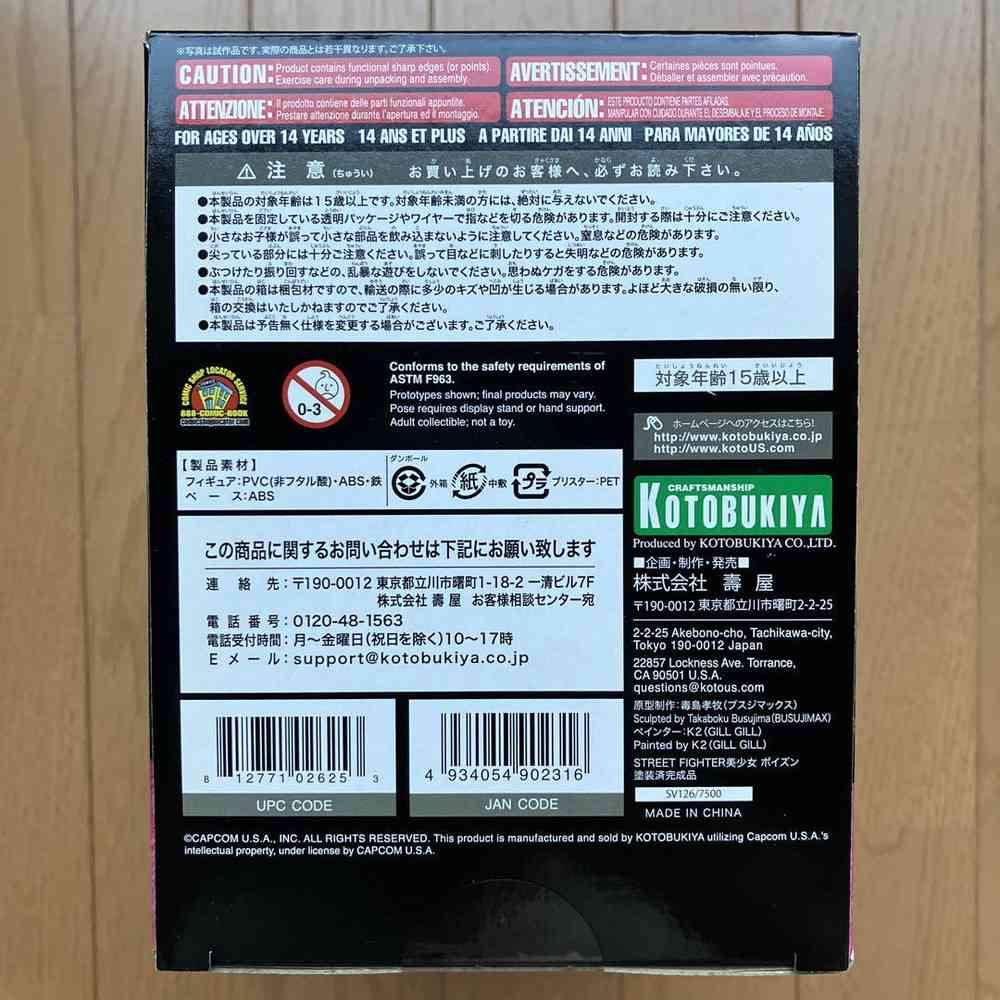 ※写真は試作品です。実際の商品とは若干異なります。ご了承下さい。
CAUTION: Product contains functional sharp edges (or points). Exercise care during unpacking and assembly.
AVERTISSEMENT: Certaines pièces sont pointues. Déballer et assembler avec précaution.
ATTENZIONE: Il prodotto contiene delle parti funzionali appuntite. Prestare attenzione durante l'apertura ed il montaggio.
ATENCIÓN: ESTE PRODUCTO CONTIENE PARTES AFILADAS. MANIPULAR CON CUIDADO DURANTE EL DESEMBALAJE Y EL PROCESO DE MONTAJE.
FOR AGES OVER 14 YEARS 14 ANS ET PLUS A PARTIRE DAI 14 ANNI PARA MAYORES DE 14 AÑOS
注意(ちゅうい) お買い上げのお客様へ、必ずお読み下さい。
●本製品の対象年齢は15歳以上です。対象年齢未満の方には、絶対に与えないでください。
●本製品を固定している透明パッケージやワイヤーで指などを切る危険があります。開封する際は十分にご注意ください。
●小さなお子様が誤って小さな部品を飲み込まないように注意してください。窒息などの危険があります。
●尖っている部分には十分ご注意ください。誤って目などに刺したりすると失明などの危険があります。
●ぶつけたり振り回すなどの、乱暴な遊びをしないでください。思わぬケガをする危険があります。
●本製品の箱は梱包材ですので、輸送の際に多少のキズや凹が生じる場合があります。よほど大きな破損の無い限り、
箱の交換はいたしかねますのでご了承ください。
●本製品は予告無く仕様を変更する場合がございます。ご了承ください。
COMIC SHOP LOCATOR SERVICE
888-COMIC-BOOK
comicshoplocator.com
0-3
Conforms to the safety requirements of
ASTM F963.
Prototypes shown; final products may vary.
Pose requires display stand or hand support.
Adult collectible; not a toy.
たいしょうねんれい さいいじょう
対象年齢15歳以上
ホームページへのアクセスはこちら!
http://www.kotobukiya.co.jp
http://www.kotoUS.com
【製品素材】
フィギュア:PVC(非フタル酸)・ABS・鉄
ベース:ABS
ダンボール
外箱 紙 中敷 プラ ブリスター:PET
CRAFTSMANSHIP
KOTOBUKIYA
Produced by KOTOBUKIYA CO.,LTD.
■企画・制作・発売■
株式会社 壽屋
〒190-0012 東京都立川市曙町2-2-25
2-2-25 Akebono-cho, Tachikawa-city,
Tokyo 190-0012 Japan
22857 Lockness Ave. Torrance,
CA 90501 U.S.A.
questions@kotous.com
原型制作:毒島孝牧(ブスジマックス)
Sculpted by Takaboku Busujima(BUSUJIMAX)
ペインター:K2(GILL GILL)
Painted by K2(GILL GILL)
STREET FIGHTER美少女 ポイズン
塗装済完成品
SV126/7500
MADE IN CHINA
この商品に関するお問い合わせは下記にお願い致します
連絡先:〒190-0012 東京都立川市曙町1-18-2 一清ビル7F
株式会社 壽屋 お客様相談センター宛
電話番号:0120-48-1563
電話受付時間:月〜金曜日(祝日を除く)10〜17時
Eメール:support@kotobukiya.co.jp
8 12771 02625 3
UPC CODE
4 934054 902316
JAN CODE
©CAPCOM U.S.A., INC. ALL RIGHTS RESERVED. This product is manufactured and sold by KOTOBUKIYA utilizing Capcom U.S.A.'s
intellectual property, under license by CAPCOM U.S.A.